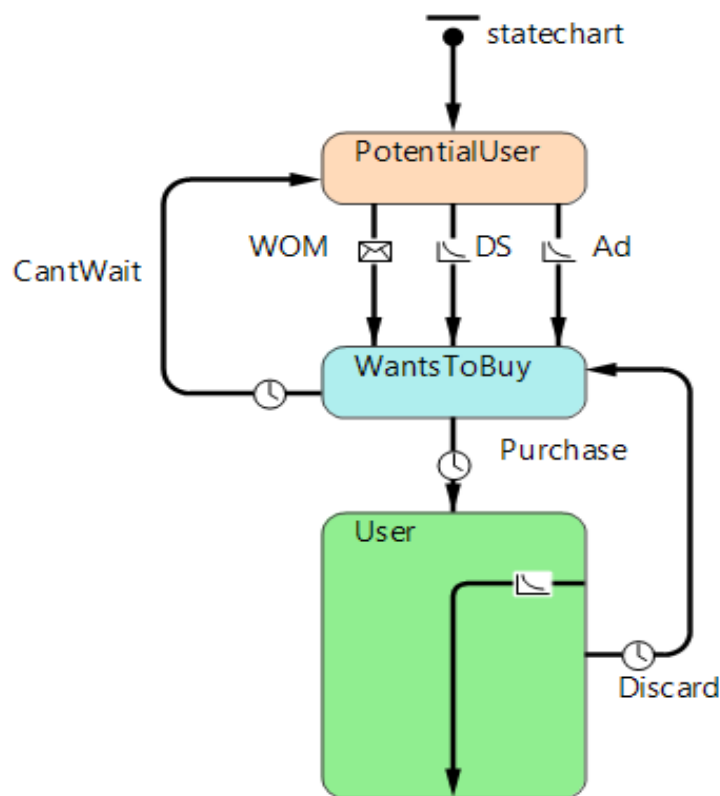 statechart
PotentialUser
WOM
DS
Ad
CantWait
WantsToBuy
Purchase
User
Discard